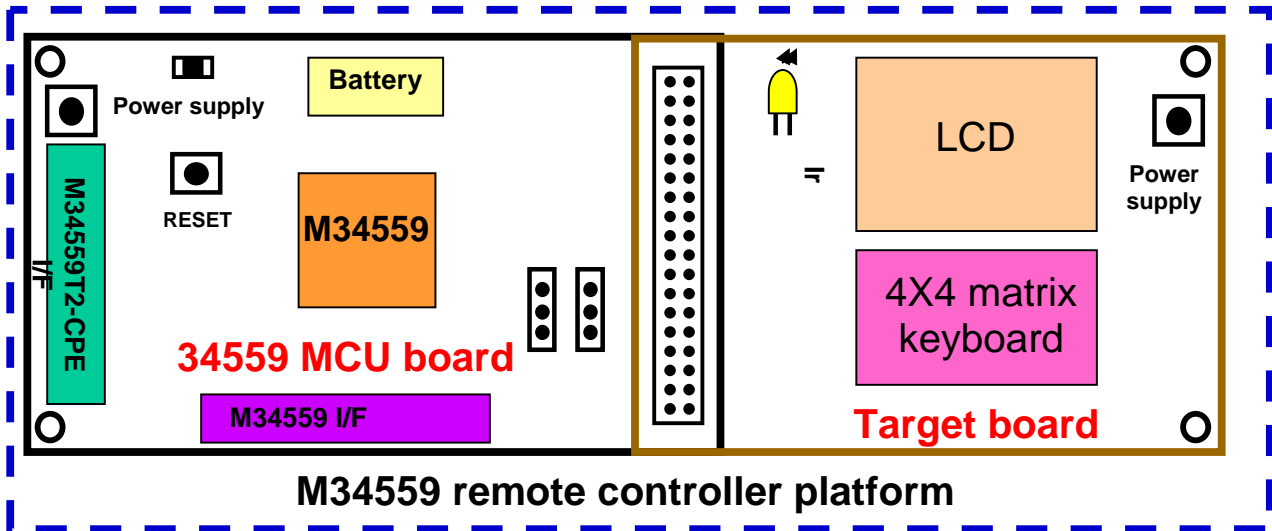 Power supply
Battery
RESET
M34559
M34559T2-CPE
I/F
34559 MCU board
M34559 I/F
Ir
LCD
Power
supply
4X4 matrix
keyboard
Target board
M34559 remote controller platform